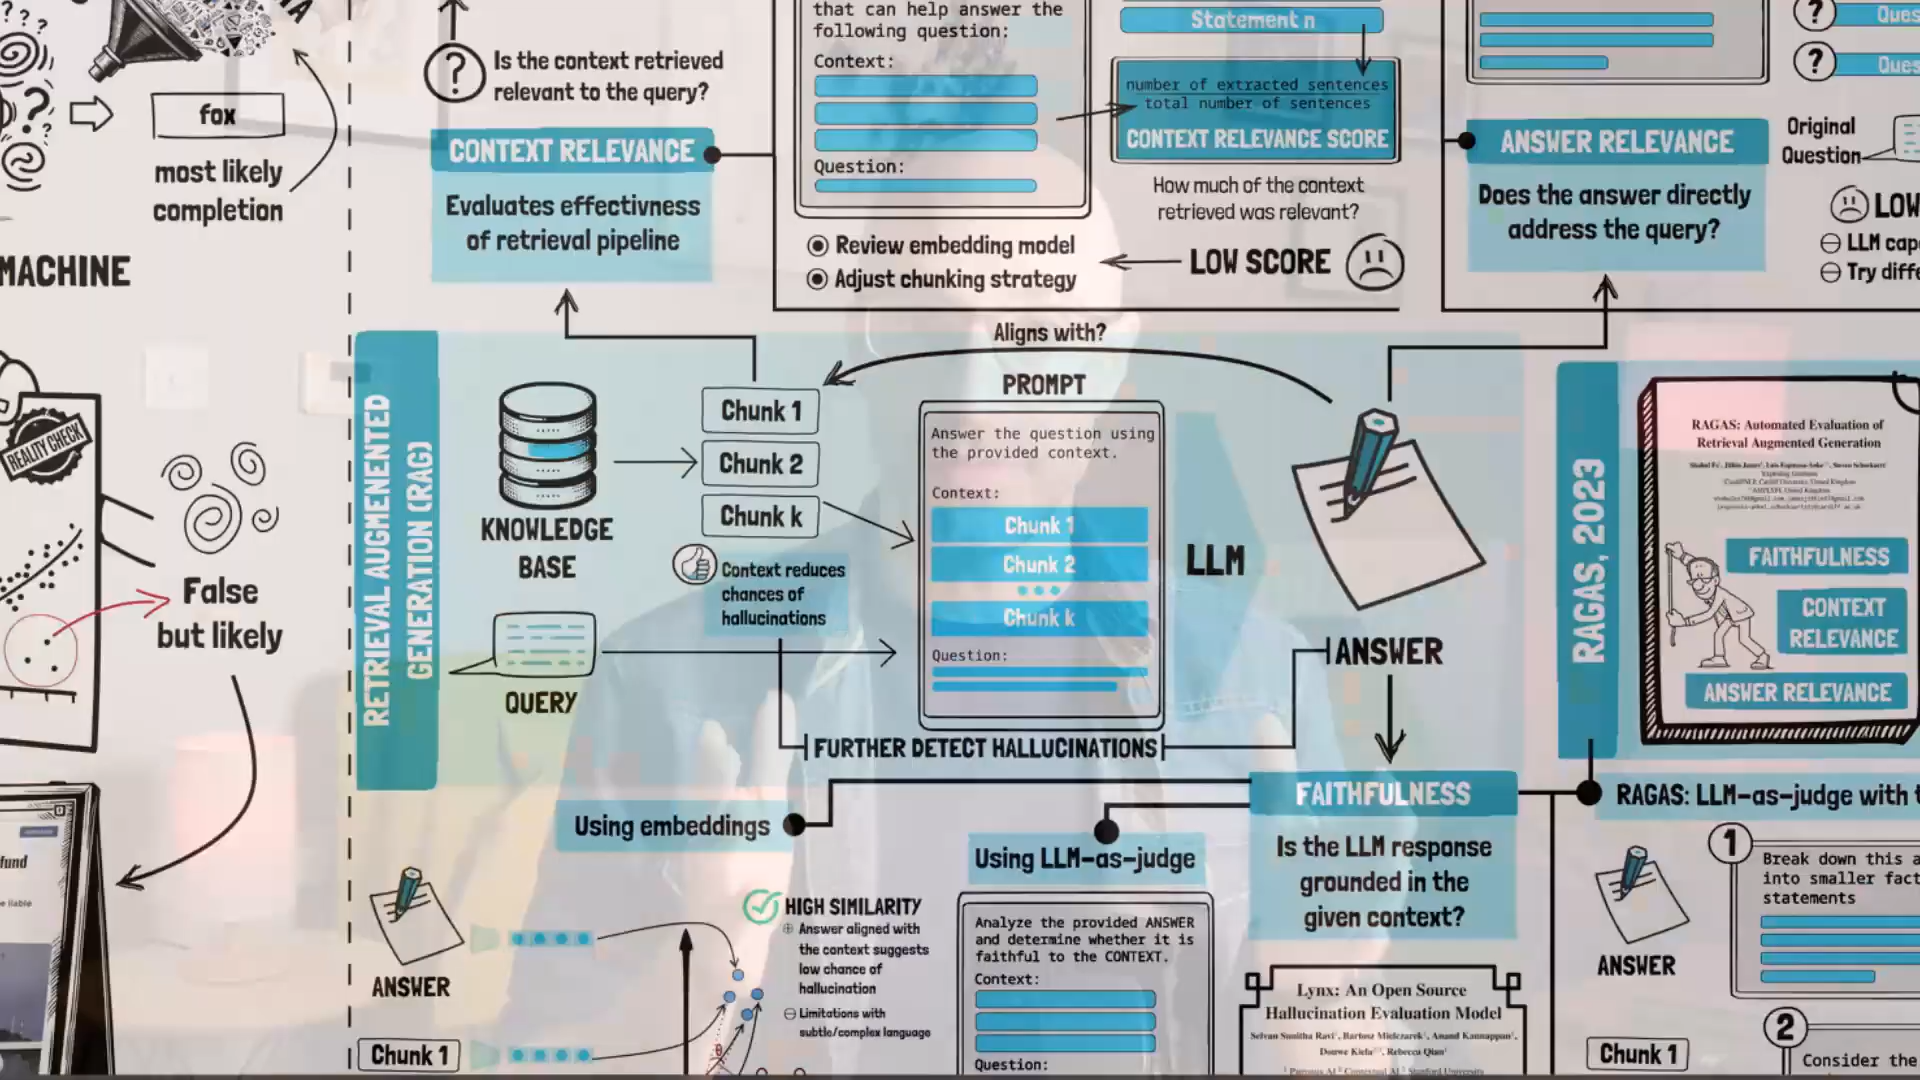 fox
most likely
completion
MACHINE
REALITY CHECK
False
but likely
fund
Is the context retrieved
relevant to the query?
CONTEXT RELEVANCE
Evaluates effectivness
of retrieval pipeline
that can help answer the
following question:
Context:
Question:
Review embedding model
Adjust chunking strategy
Statement n
number of extracted sentences
total number of sentences
CONTEXT RELEVANCE SCORE
How much of the context
retrieved was relevant?
LOW SCORE
ANSWER RELEVANCE
Does the answer directly
address the query?
Original
Question
LOW
LLM capa
Try diffe
Ques
Ques
RETRIEVAL AUGMENENTED
GENERATION (RAG)
KNOWLEDGE
BASE
QUERY
Chunk 1
Chunk 2
Chunk k
Context reduces
chances of
hallucinations
Aligns with?
PROMPT
Answer the question using
the provided context.
Context:
Chunk 1
Chunk 2
Chunk k
Question:
LLM
ANSWER
FURTHER DETECT HALLUCINATIONS
RAGAS, 2023
RAGAS: Automated Evaluation of
Retrieval Augmented Generation
FAITHFULNESS
CONTEXT
RELEVANCE
ANSWER RELEVANCE
Using embeddings
ANSWER
Chunk 1
HIGH SIMILARITY
Answer aligned with
the context suggests
low chance of
hallucination
Limitations with
subtle/complex language
Using LLM-as-judge
Analyze the provided ANSWER
and determine whether it is
faithful to the CONTEXT.
Context:
Question:
FAITHFULNESS
Is the LLM response
grounded in the
given context?
Lynx: An Open Source
Hallucination Evaluation Model
RAGAS: LLM-as-judge with t
ANSWER
Chunk 1
1
Break down this a
into smaller fact
statements
2
Consider the